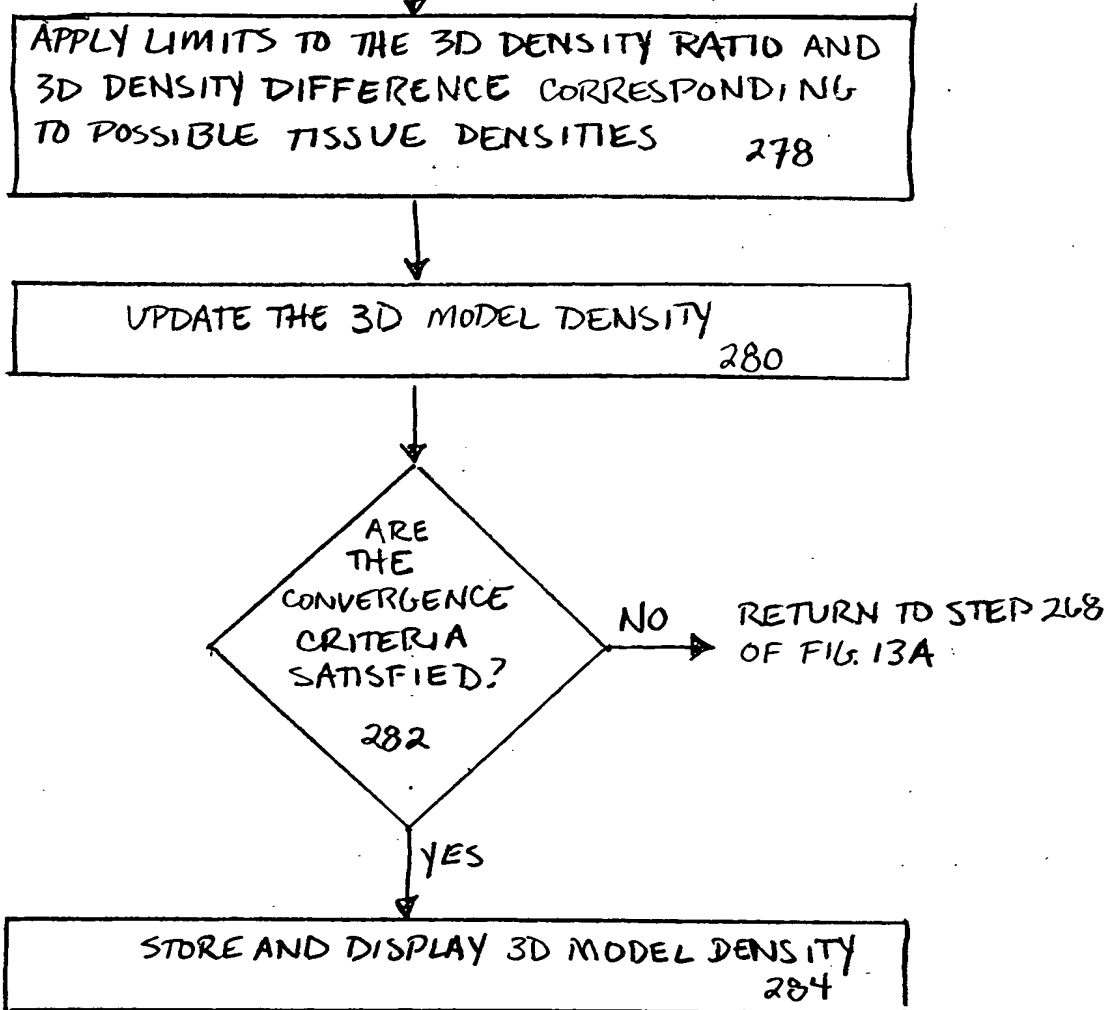 APPLY LIMITS TO THE 3D DENSITY RATIO AND
3D DENSITY DIFFERENCE CORRESPONDING
TO POSSIBLE TISSUE DENSITIES
278
UPDATE THE 3D MODEL DENSITY
280
ARE
THE
CONVERGENCE
CRITERIA
SATISFIED?
282
NO
RETURN TO STEP 268
OF FIG. 13A
YES
STORE AND DISPLAY 3D MODEL DENSITY
284